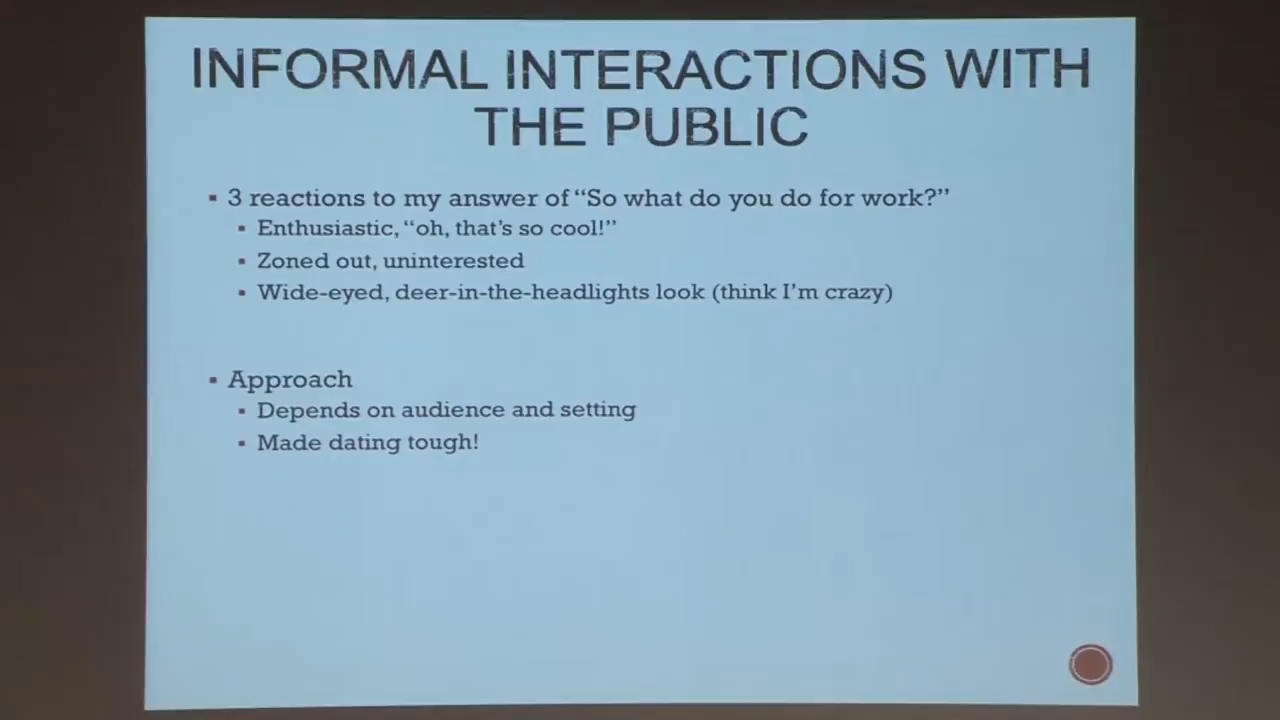 INFORMAL INTERACTIONS WITH
THE PUBLIC
▪ 3 reactions to my answer of “So what do you do for work?”
▪ Enthusiastic, “oh, that’s so cool!”
▪ Zoned out, uninterested
▪ Wide-eyed, deer-in-the-headlights look (think I’m crazy)
▪ Approach
▪ Depends on audience and setting
▪ Made dating tough!